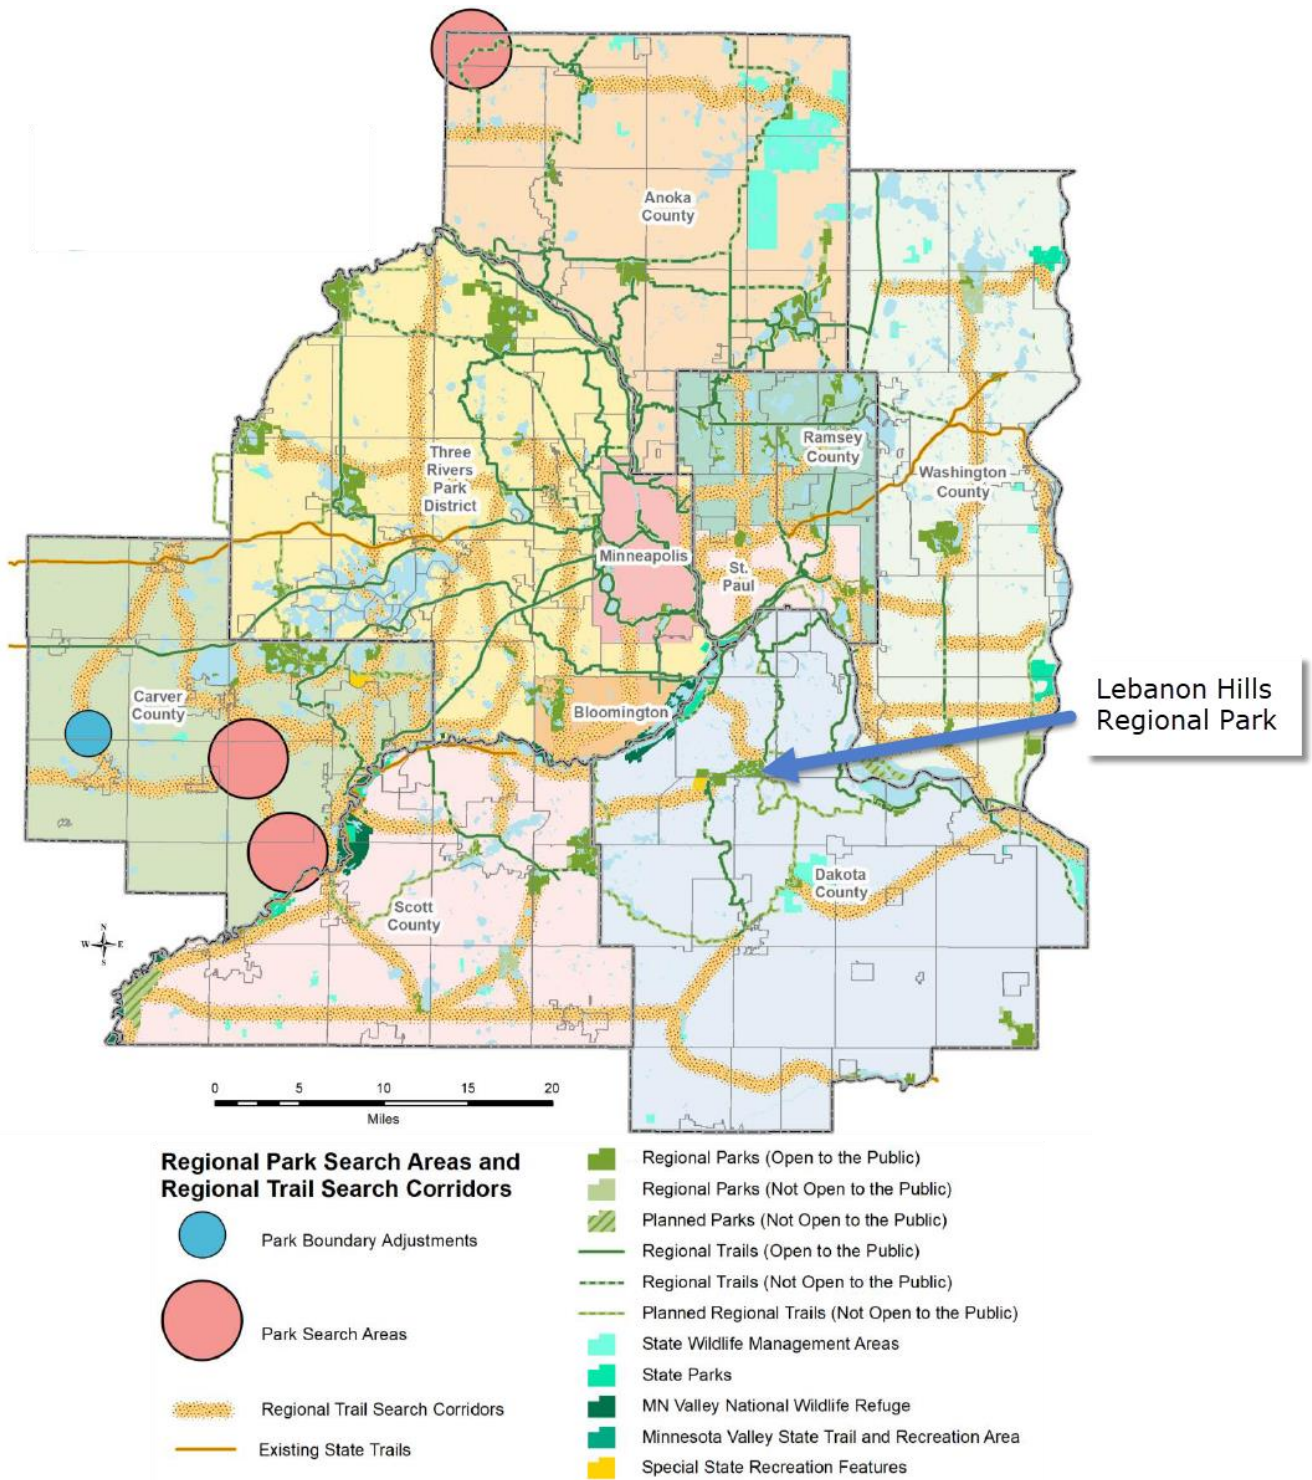 Anoka
County
Three
Rivers
Park
District
Ramsey
County
Washington
County
Minneapolis
St.
Paul
Carver
County
Bloomington
Lebanon Hills
Regional Park
Dakota
County
Scott
County
N
W E
S
0 5 10 15 20
Miles
Regional Park Search Areas and
Regional Trail Search Corridors
Park Boundary Adjustments
Park Search Areas
Regional Trail Search Corridors
Existing State Trails
Regional Parks (Open to the Public)
Regional Parks (Not Open to the Public)
Planned Parks (Not Open to the Public)
Regional Trails (Open to the Public)
Regional Trails (Not Open to the Public)
Planned Regional Trails (Not Open to the Public)
State Wildlife Management Areas
State Parks
MN Valley National Wildlife Refuge
Minnesota Valley State Trail and Recreation Area
Special State Recreation Features